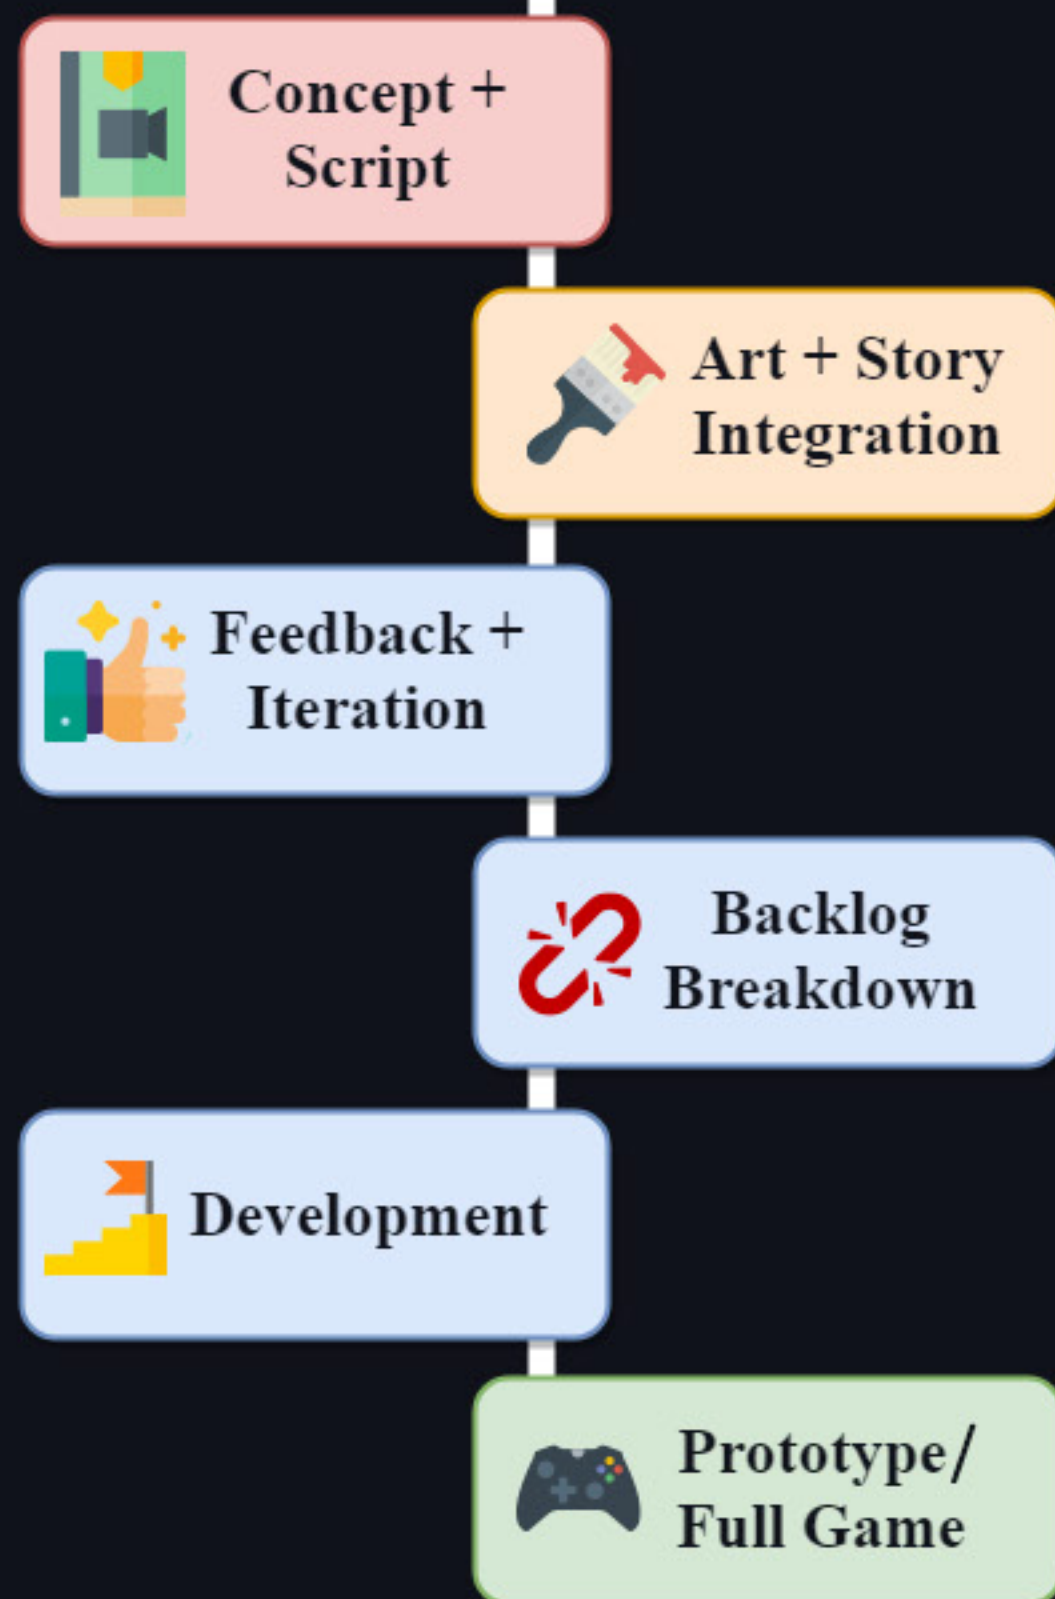 Concept +
Script
Art + Story
Integration
Feedback +
Iteration
Backlog
Breakdown
Development
Prototype/
Full Game